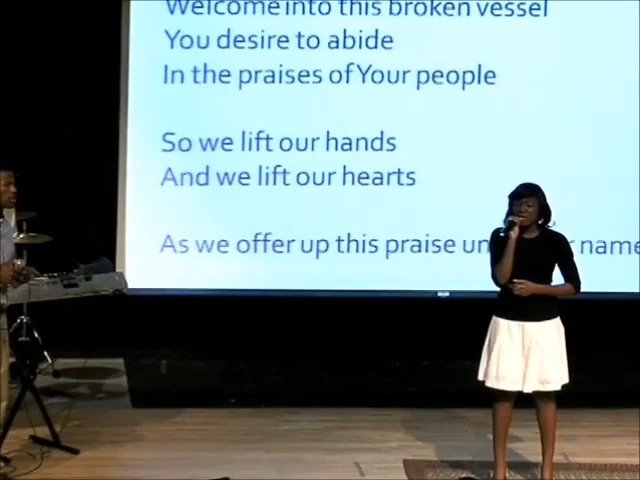 Welcome into this broken vessel
You desire to abide
In the praises of Your people
So we lift our hands
And we lift our hearts
As we offer up this praise name